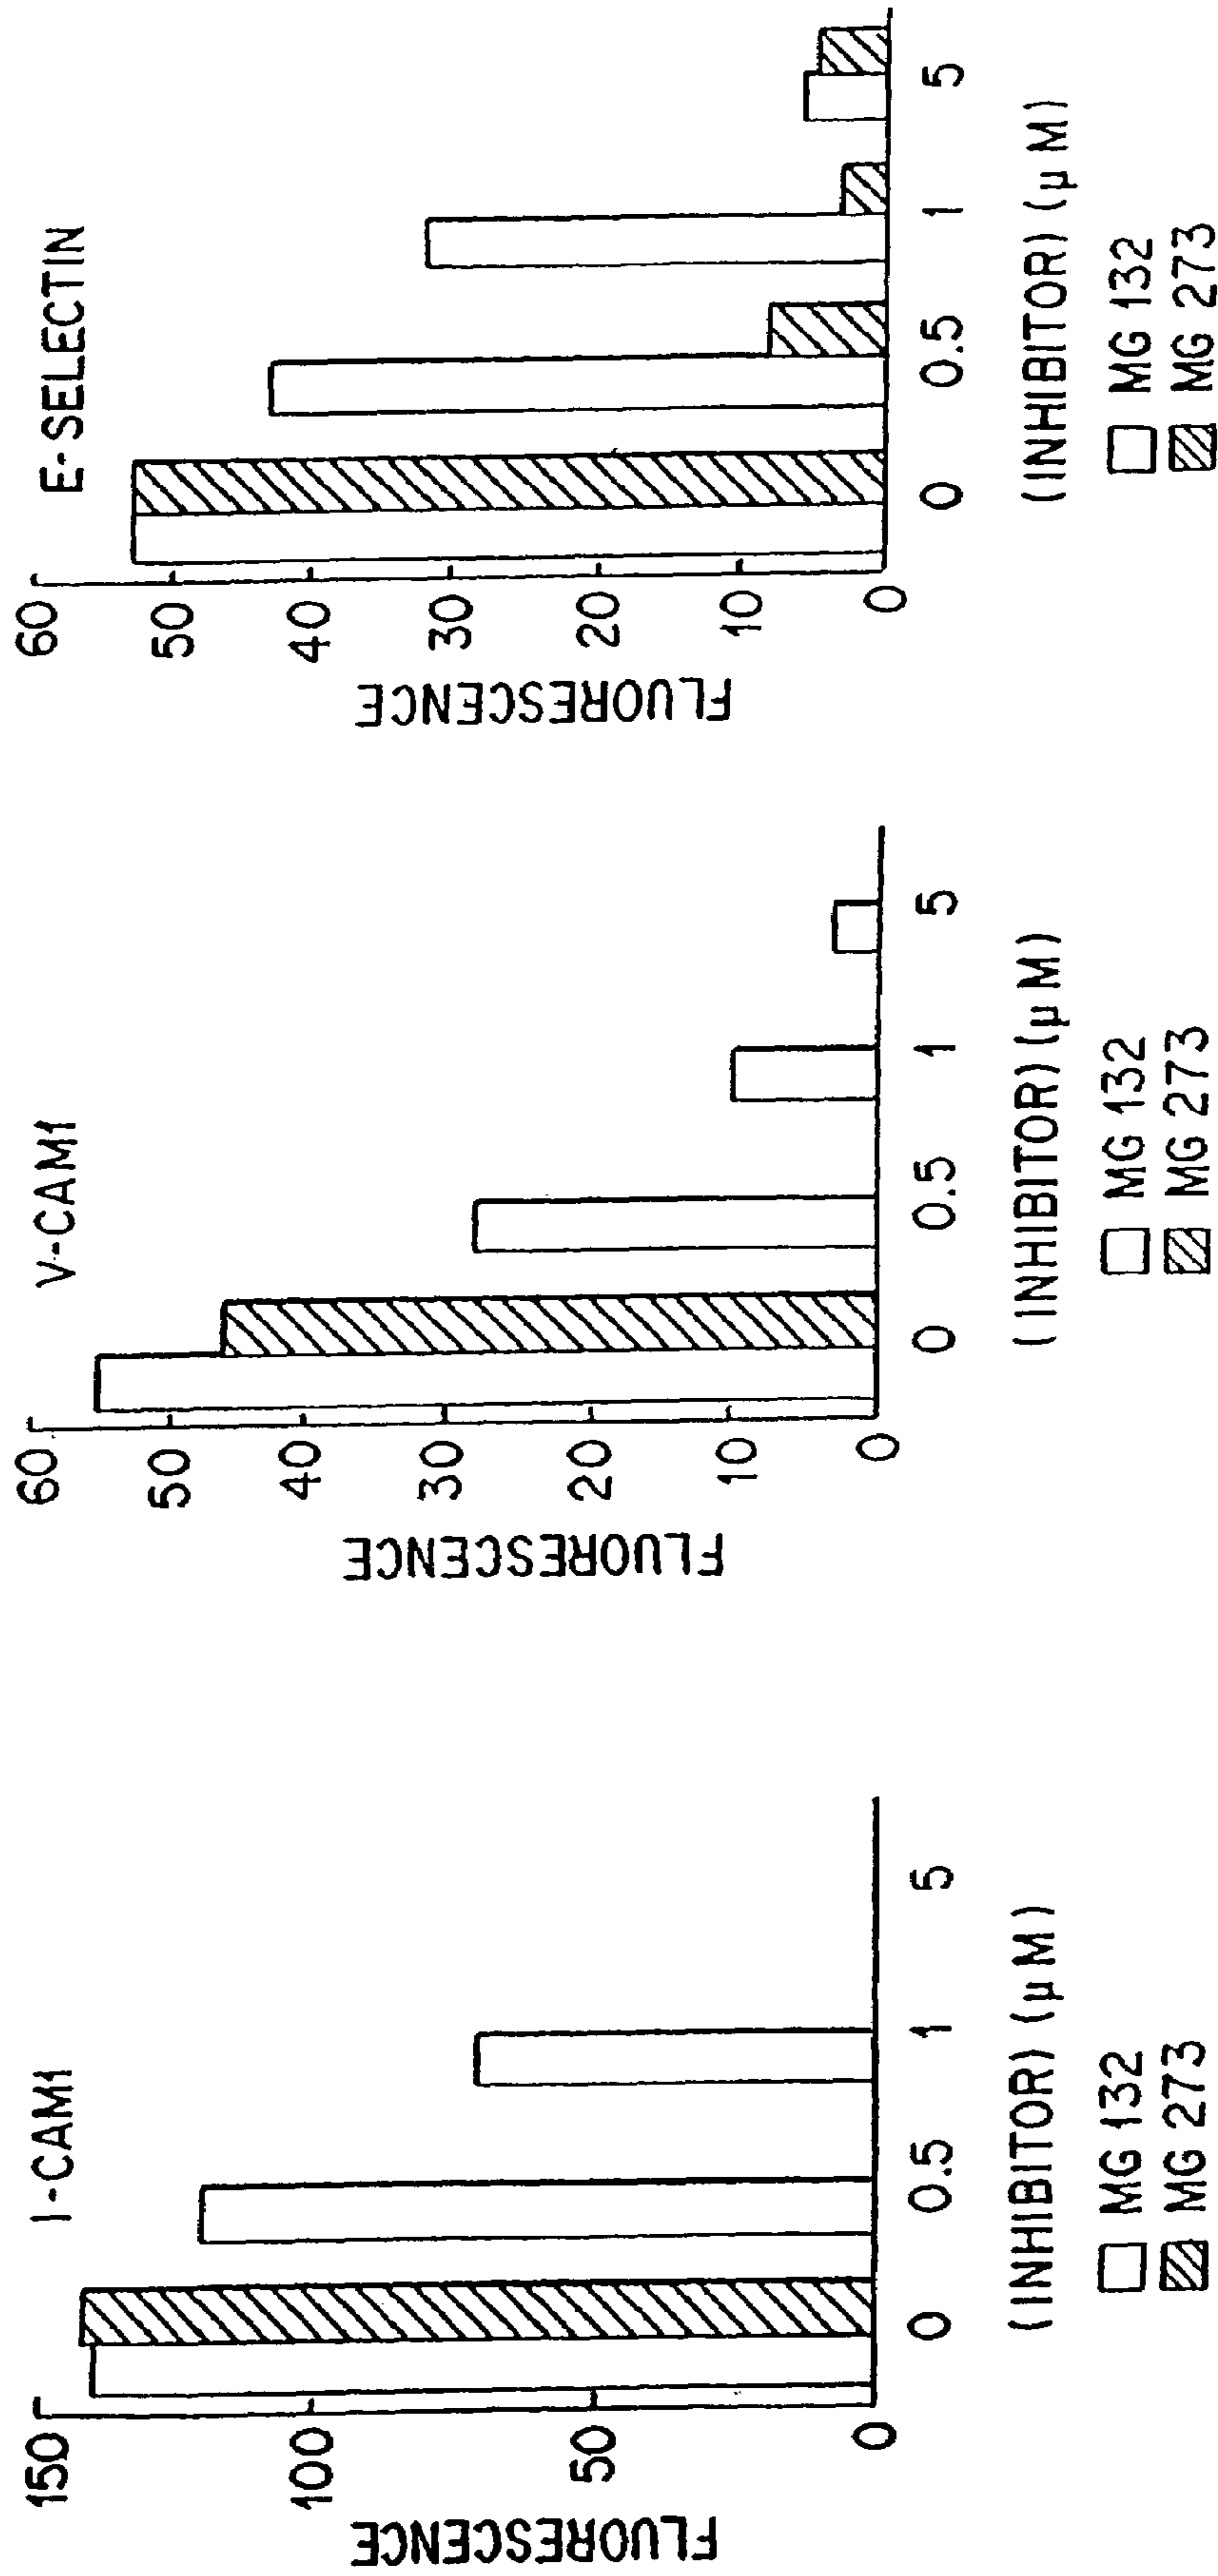 I-CAM1
150
100
50
0
FLUORESCENCE
0 0.5 1 5
(INHIBITOR) (μM)
MG 132
MG 273
V-CAM1
60
50
40
30
20
10
0
FLUORESCENCE
0 0.5 1 5
(INHIBITOR) (μM)
MG 132
MG 273
E-SELECTIN
60
50
40
30
20
10
0
FLUORESCENCE
0 0.5 1 5
(INHIBITOR) (μM)
MG 132
MG 273